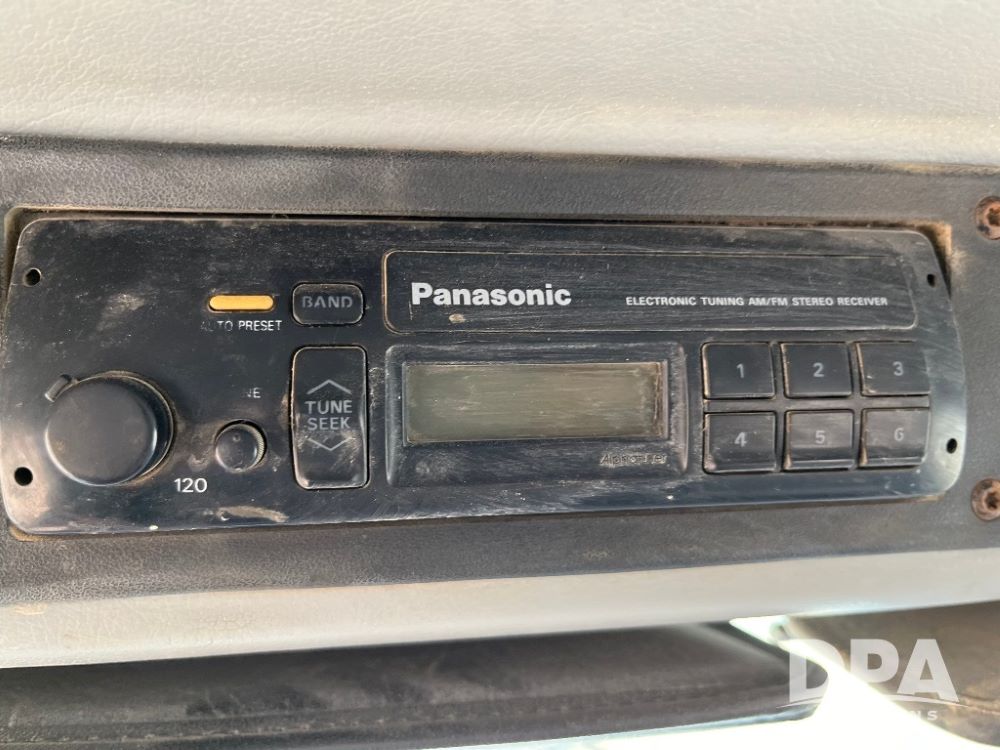 Panasonic
ELECTRONIC TUNING AM/FM STEREO RECEIVER
BAND
AUTO PRESET
TUNE
SEEK
120
1 2 3
4 5 6
DPA